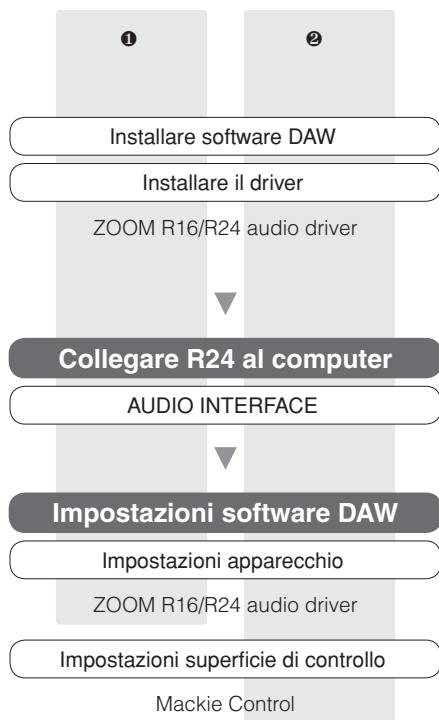 ❶ ❷
Installare software DAW
Installare il driver
ZOOM R16/R24 audio driver
Collegare R24 al computer
AUDIO INTERFACE
Impostazioni software DAW
Impostazioni apparecchio
ZOOM R16/R24 audio driver
Impostazioni superficie di controllo
Mackie Control